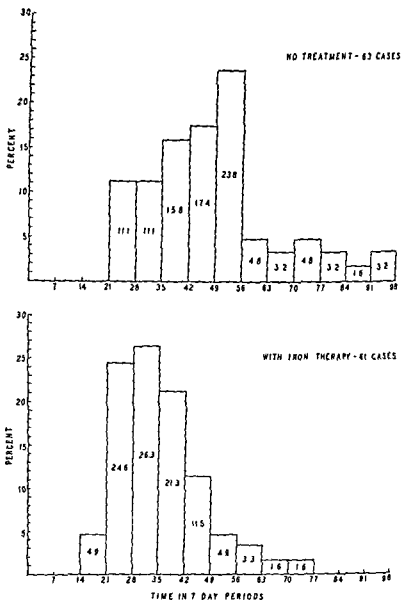 30
NO TREATMENT - 63 CASES
25
20
PERCENT
15
10
5
11.1 11.1 15.8 17.4 23.8 4.8 3.2 4.8 3.2 1.6 3.2
7 14 21 28 35 42 49 56 63 70 77 84 91 98
30
WITH IRON THERAPY - 61 CASES
25
20
PERCENT
15
10
5
4.9 24.6 26.3 21.3 11.5 4.9 3.3 1.6 1.6
7 14 21 28 35 42 49 56 63 70 77 84 91 98
TIME IN 7 DAY PERIODS